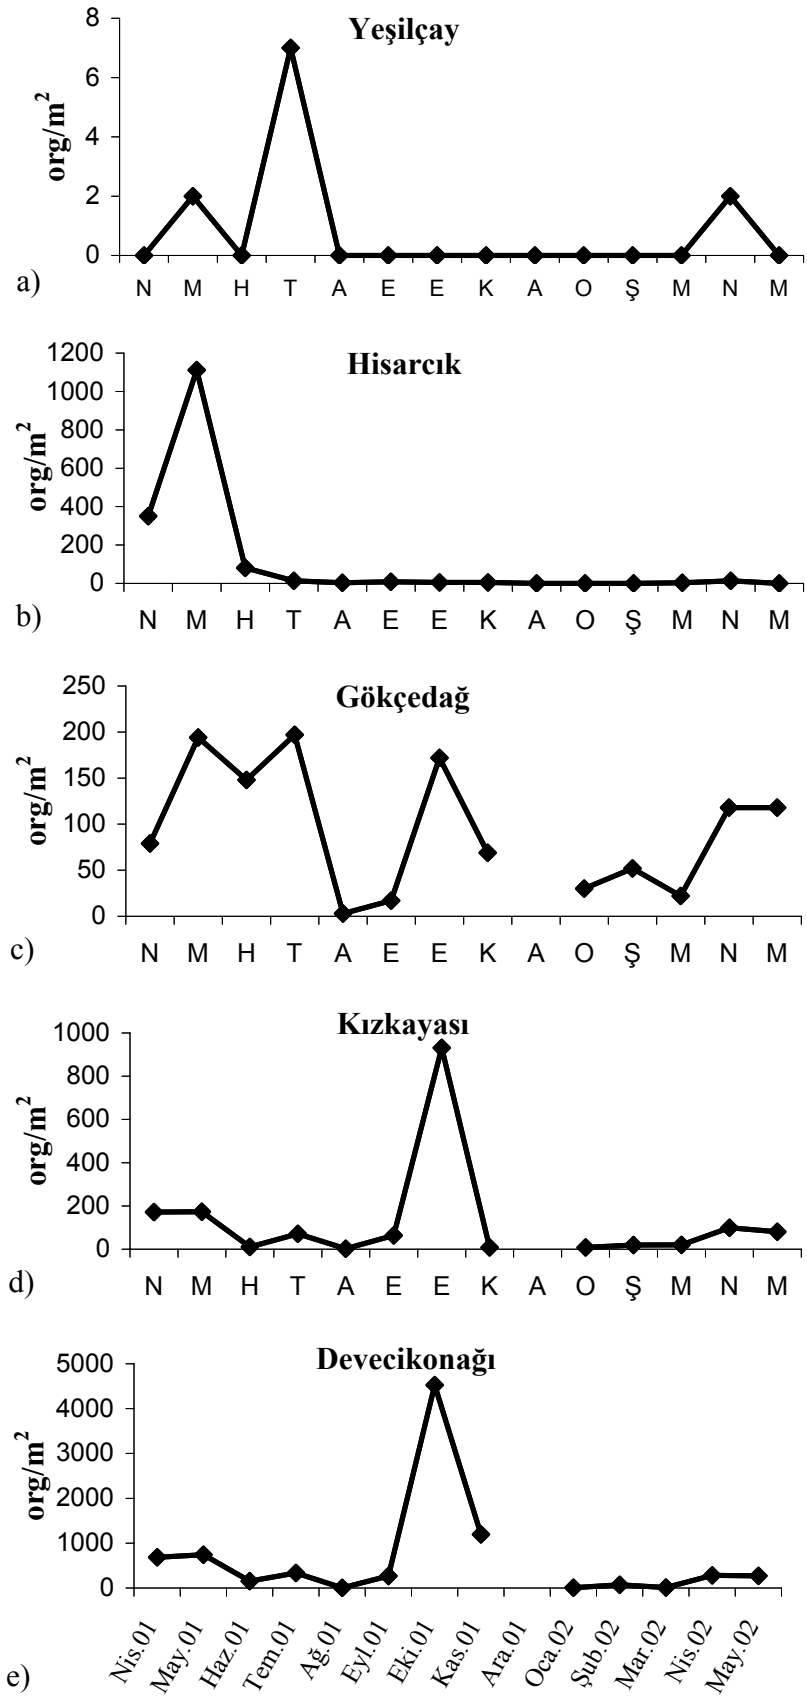 Yeşilçay
org/m²
8
6
4
2
0
N M H T A E E K A O Ş M N M
a)
Hisarcık
org/m²
1200
1000
800
600
400
200
0
N M H T A E E K A O Ş M N M
b)
Gökçedağ
org/m²
250
200
150
100
50
0
N M H T A E E K A O Ş M N M
c)
Kızkayası
org/m²
1000
800
600
400
200
0
N M H T A E E K A O Ş M N M
d)
Devecikonağı
org/m²
5000
4000
3000
2000
1000
0
Nis.01 May.01 Haz.01 Tem.01 Ağ.01 Eyl.01 Eki.01 Kas.01 Ara.01 Oca.02 Şub.02 Mar.02 Nis.02 May.02
e)